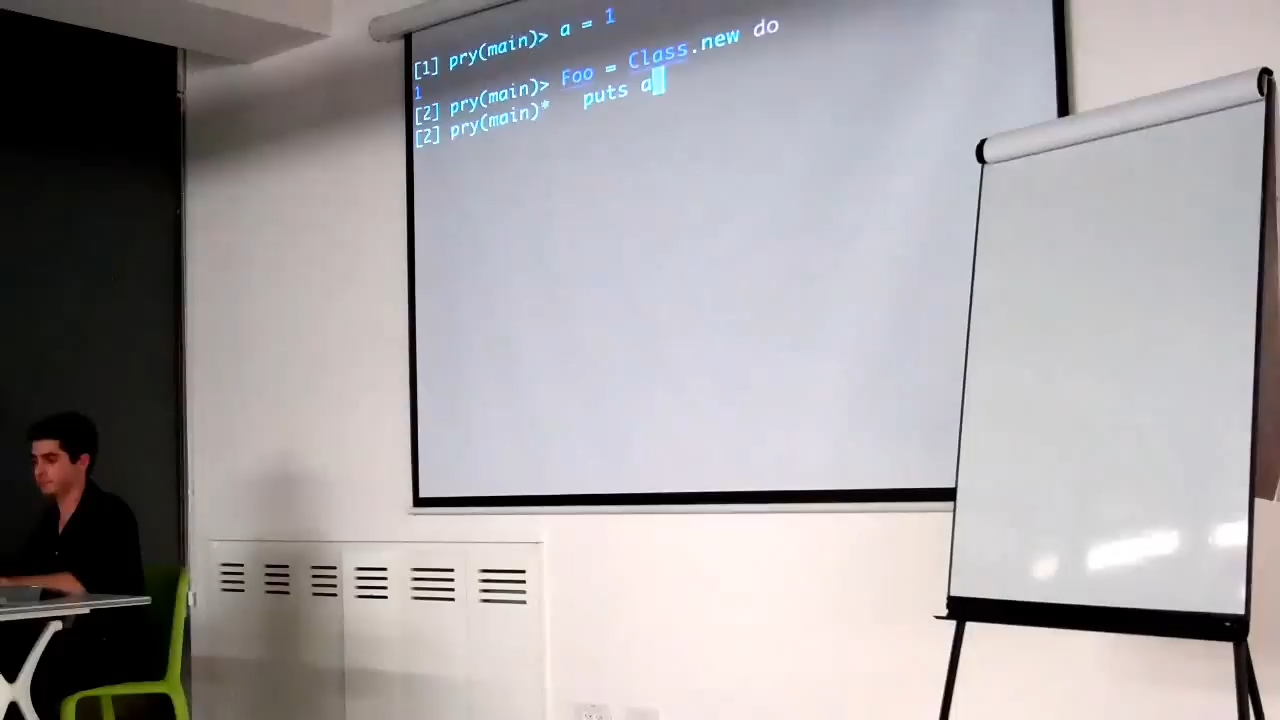 [1] pry(main)> a = 1
1
[2] pry(main)> Foo = Class.new do
[2] pry(main)*   puts a